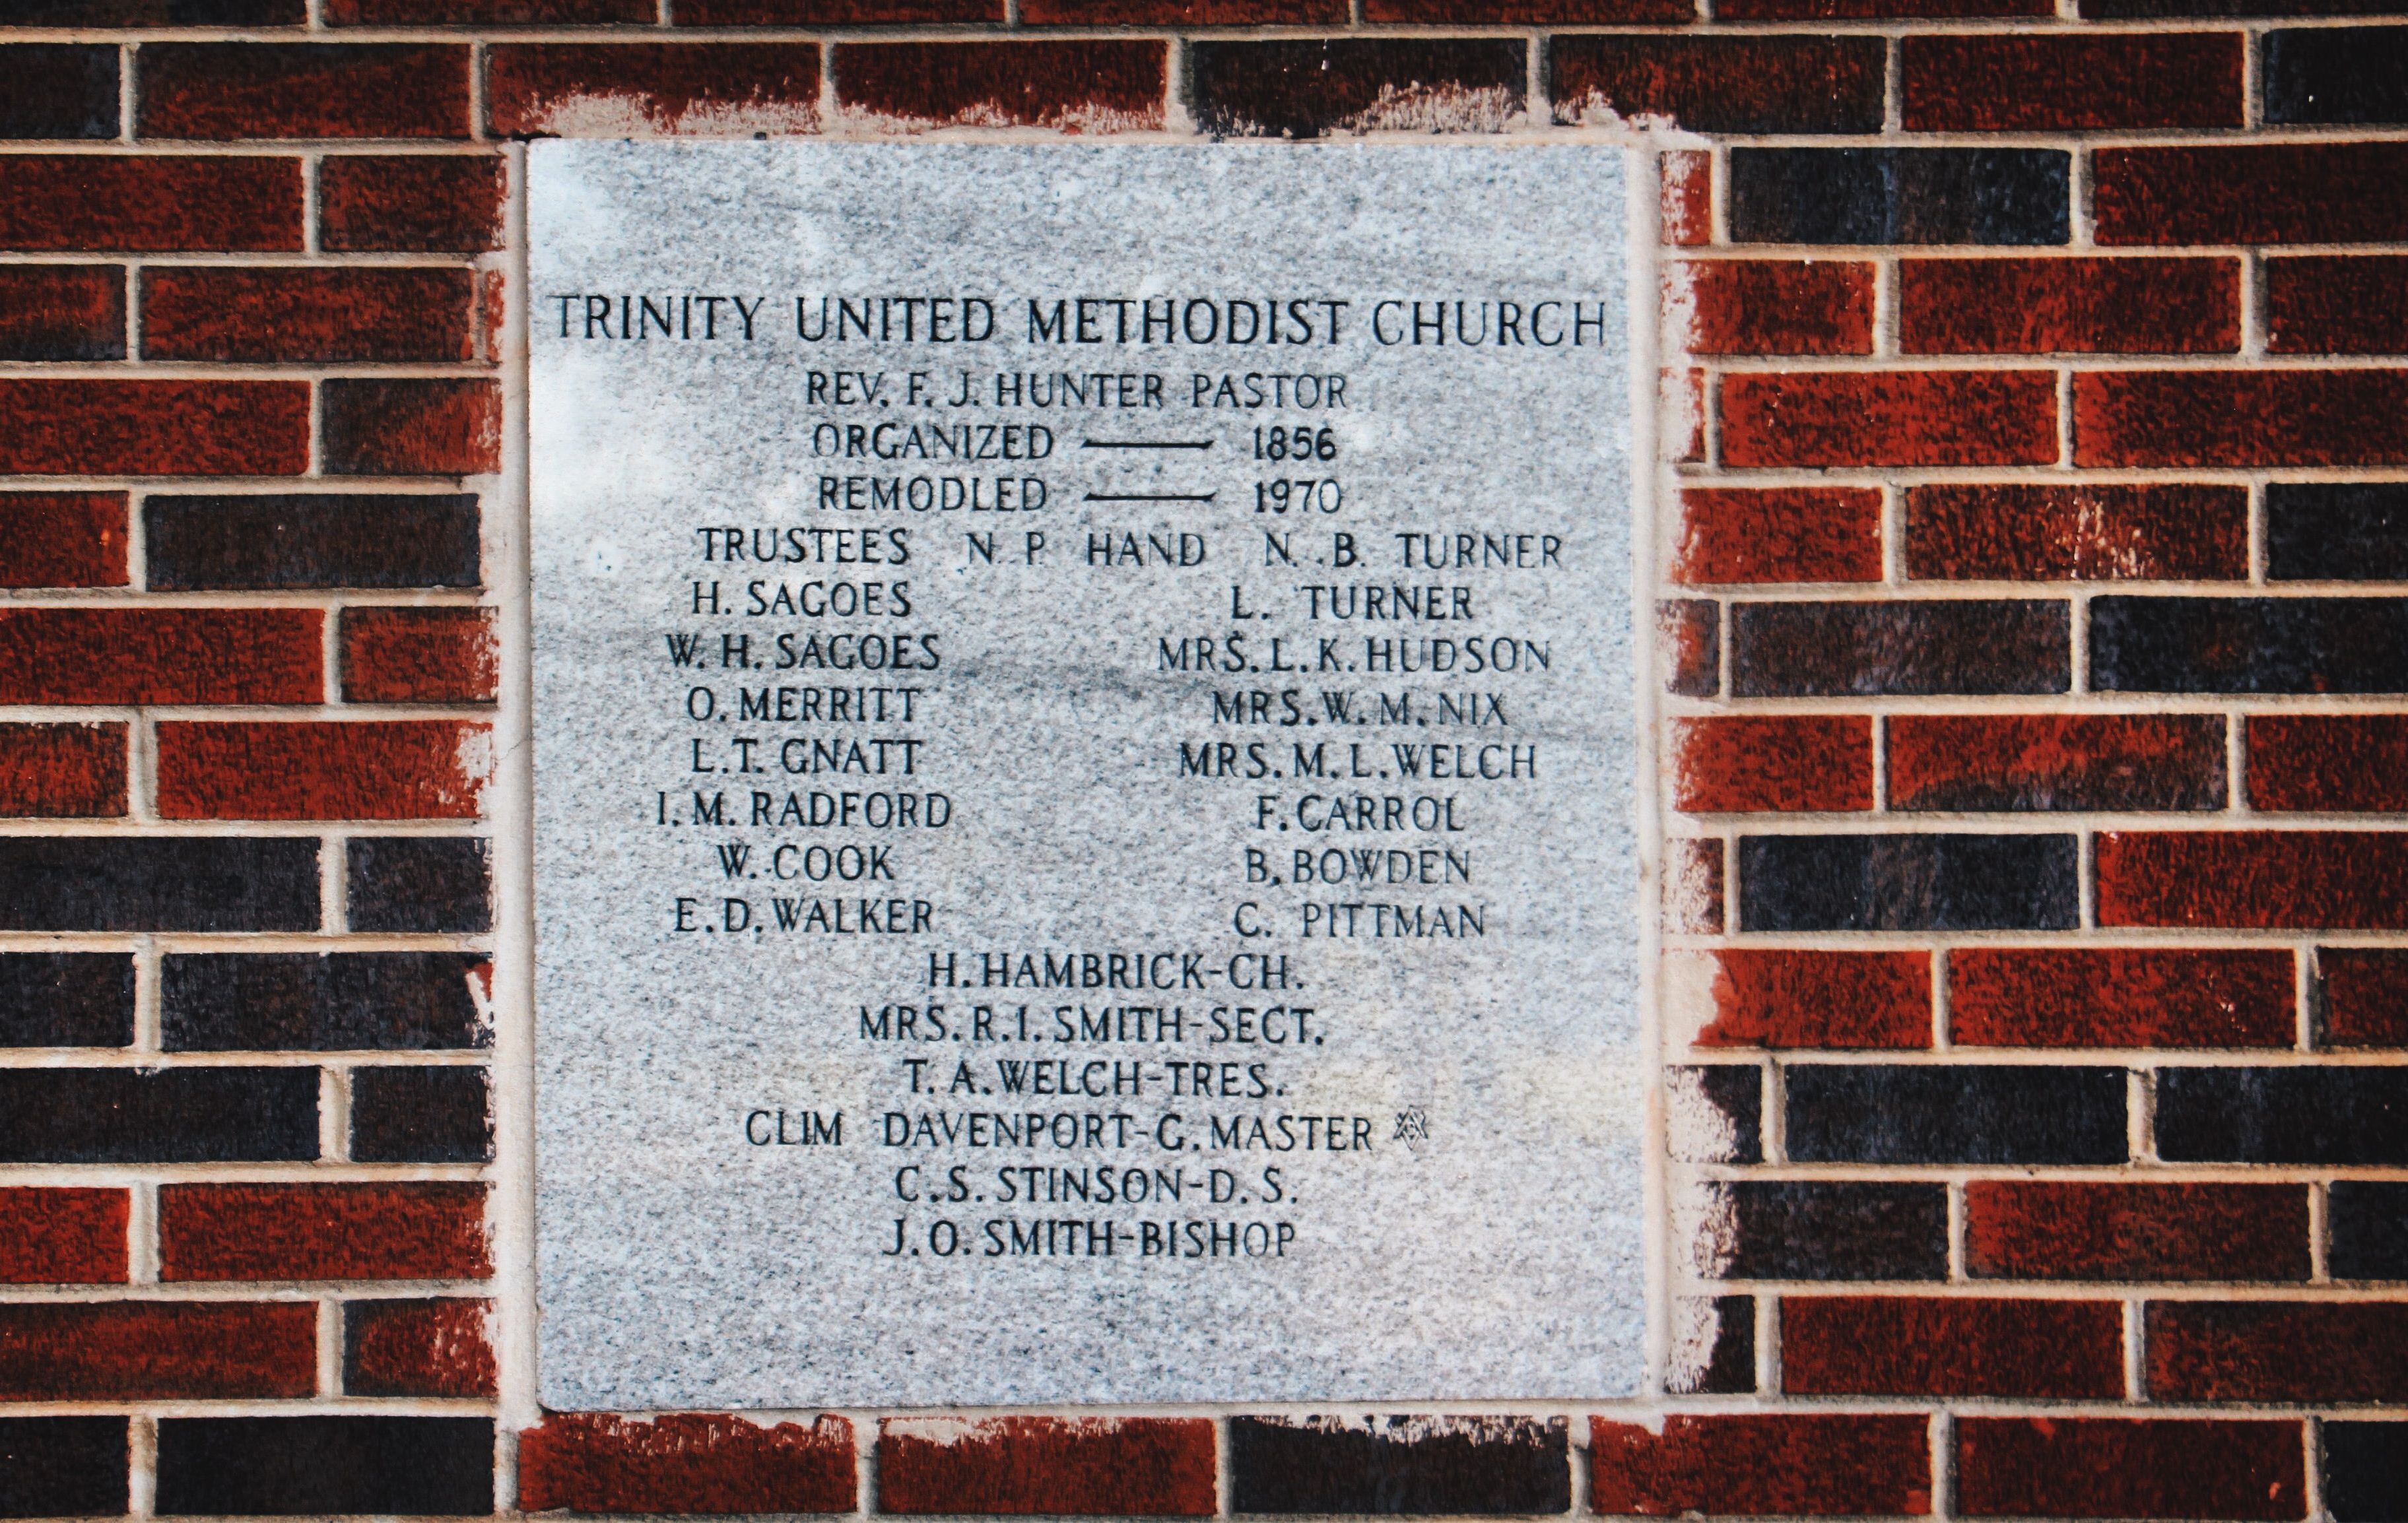 TRINITY UNITED METHODIST CHURCH
REV. F. J. HUNTER PASTOR
ORGANIZED —— 1856
REMODLED —— 1970
TRUSTEES N. P. HAND N. B. TURNER
H. SAGOES L. TURNER
W. H. SAGOES MRS. L. K. HUDSON
O. MERRITT MRS. W. M. NIX
L. T. GNATT MRS. M. L. WELCH
I. M. RADFORD F. CARROL
W. COOK B. BOWDEN
E. D. WALKER C. PITTMAN
H. HAMBRICK-CH.
MRS. R. I. SMITH-SECT.
T. A. WELCH-TRES.
CLIM DAVENPORT-G. MASTER
C. S. STINSON-D. S.
J. O. SMITH-BISHOP